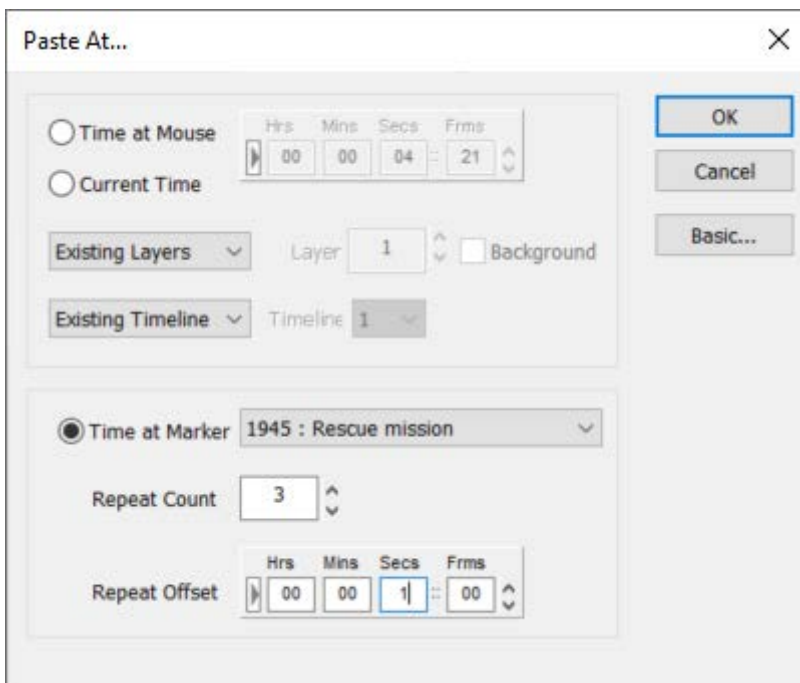 Paste At...
Time at Mouse
Hrs Mins Secs Frms
00 00 04 :: 21
Current Time
Existing Layers Layer 1 Background
Existing Timeline Timeline 1
OK
Cancel
Basic...
Time at Marker 1945 : Rescue mission
Repeat Count 3
Hrs Mins Secs Frms
Repeat Offset 00 00 1 :: 00